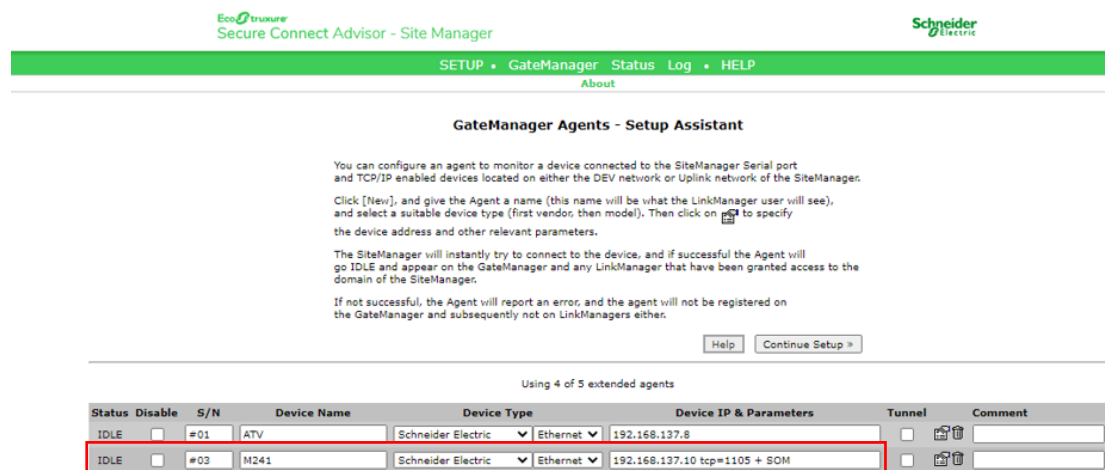 EcoStruxure
Secure Connect Advisor - Site Manager
Schneider
Electric
SETUP • GateManager Status Log • HELP
About
GateManager Agents - Setup Assistant
You can configure an agent to monitor a device connected to the SiteManager Serial port
and TCP/IP enabled devices located on either the DEV network or Uplink network of the SiteManager.
Click [New], and give the Agent a name (this name will be what the LinkManager user will see),
and select a suitable device type (first vendor, then model). Then click on to specify
the device address and other relevant parameters.
The SiteManager will instantly try to connect to the device, and if successful the Agent will
go IDLE and appear on the GateManager and any LinkManager that have been granted access to the
domain of the SiteManager.
If not successful, the Agent will report an error, and the agent will not be registered on
the GateManager and subsequently not on LinkManagers either.
Help Continue Setup »
Using 4 of 5 extended agents
Status Disable S/N Device Name Device Type Device IP & Parameters Tunnel Comment
IDLE #01 ATV Schneider Electric Ethernet 192.168.137.8
IDLE #03 M241 Schneider Electric Ethernet 192.168.137.10 tcp=1105 + SOM